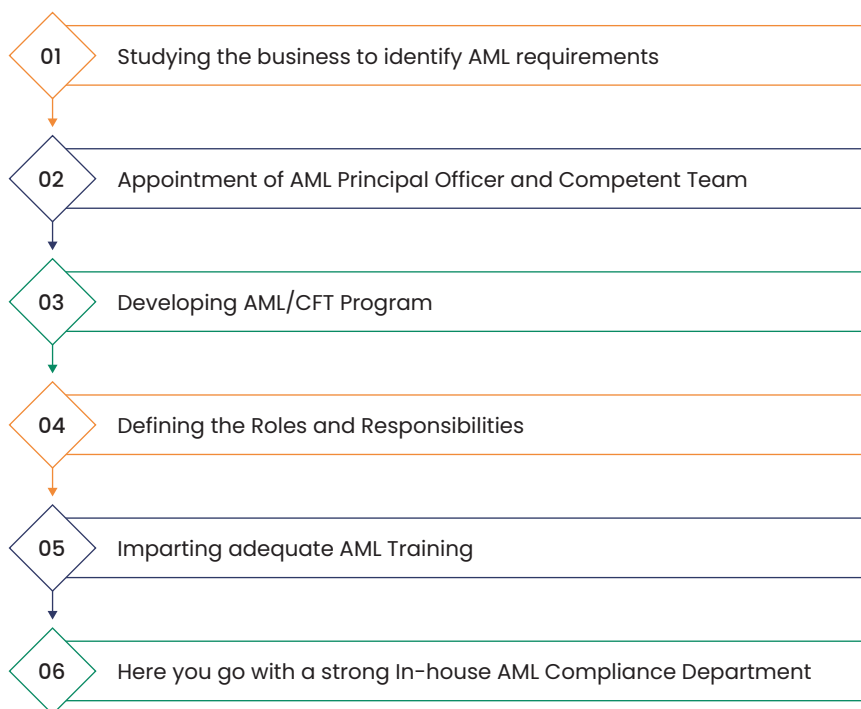 01
Studying the business to identify AML requirements
02
Appointment of AML Principal Officer and Competent Team
03
Developing AML/CFT Program
04
Defining the Roles and Responsibilities
05
Imparting adequate AML Training
06
Here you go with a strong In-house AML Compliance Department